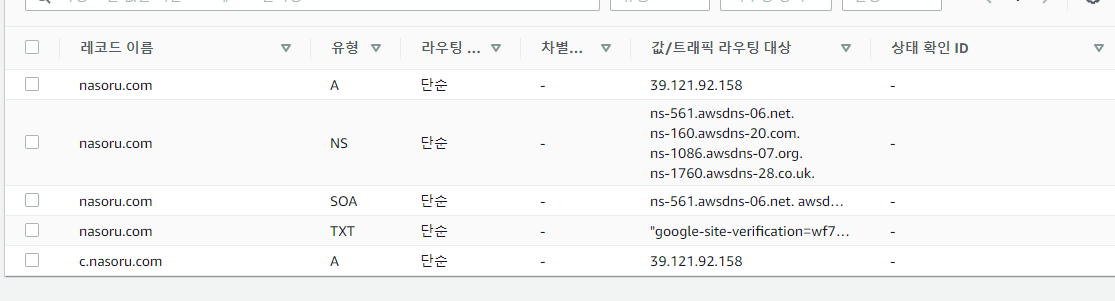 레코드 이름 유형 라우팅 ... 차별... 값/트래픽 라우팅 대상 상태 확인 ID
nasoru.com A 단순 - 39.121.92.158 -
nasoru.com NS 단순 - ns-561.awsdns-06.net. -
ns-160.awsdns-20.com.
ns-1086.awsdns-07.org.
ns-1760.awsdns-28.co.uk.
nasoru.com SOA 단순 - ns-561.awsdns-06.net. awsd... -
nasoru.com TXT 단순 - "google-site-verification=wf7... -
c.nasoru.com A 단순 - 39.121.92.158 -